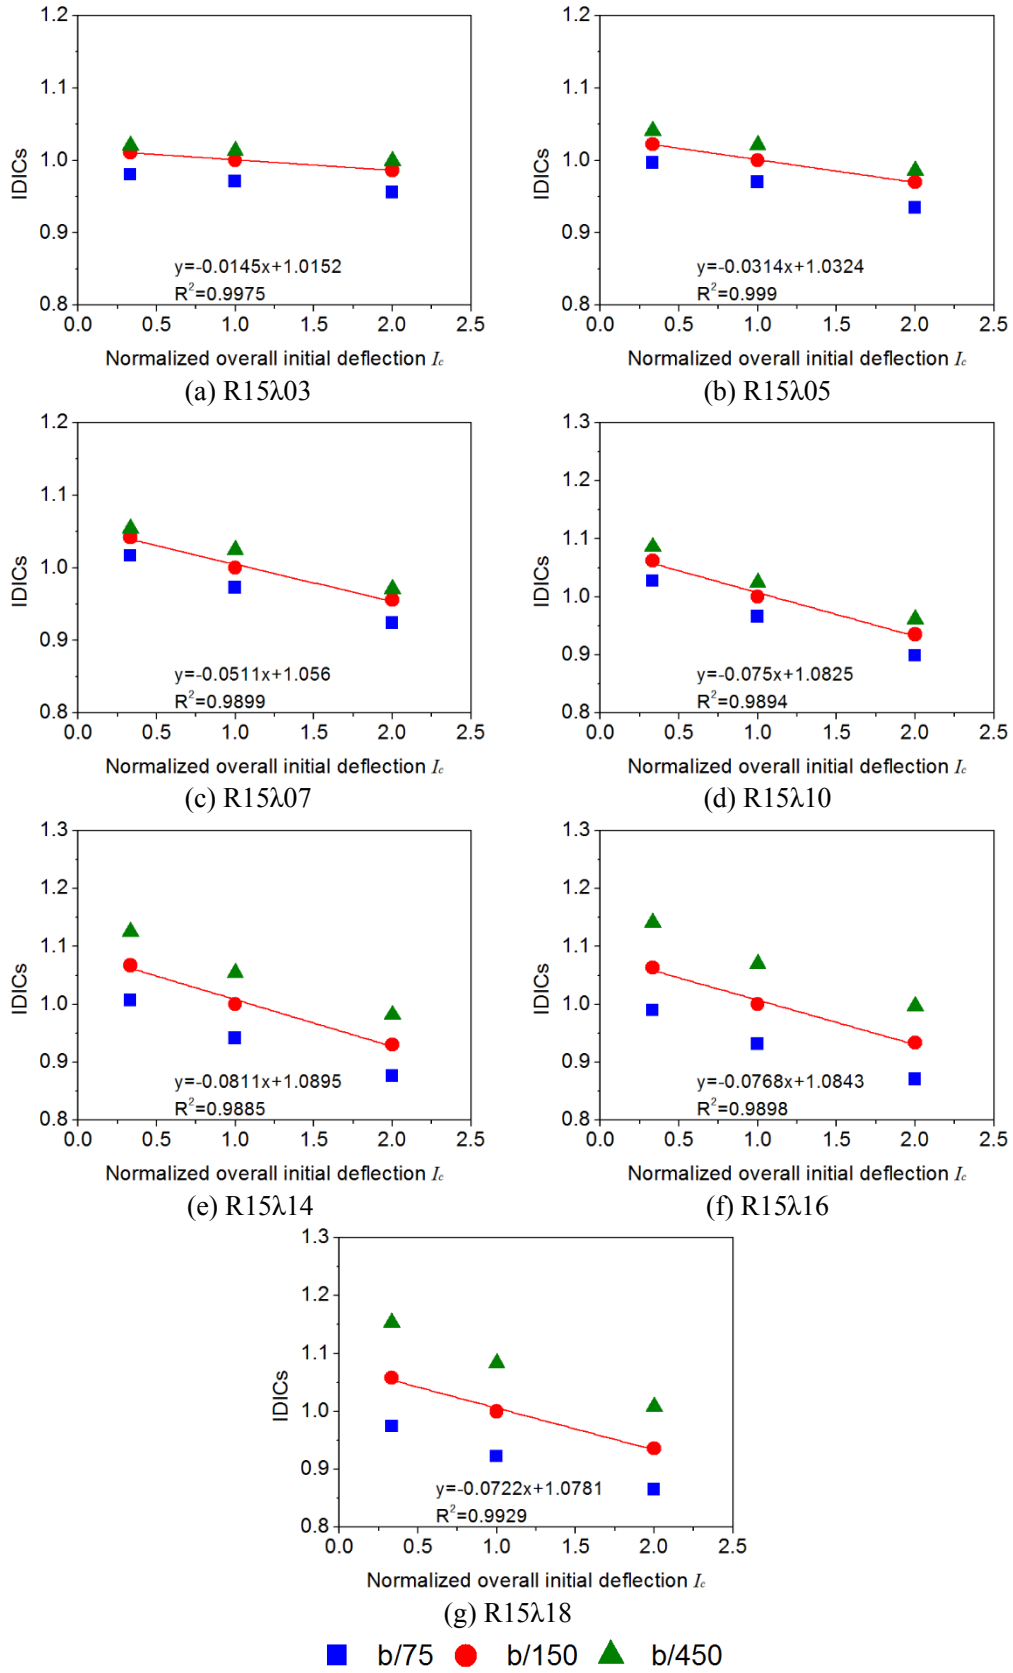 1.2
1.1
1.0
0.9
0.8
IDICs
y=-0.0145x+1.0152
R²=0.9975
0.0 0.5 1.0 1.5 2.0 2.5
Normalized overall initial deflection Ic
(a) R15λ03
1.2
1.1
1.0
0.9
0.8
IDICs
y=-0.0314x+1.0324
R²=0.999
0.0 0.5 1.0 1.5 2.0 2.5
Normalized overall initial deflection Ic
(b) R15λ05
1.2
1.1
1.0
0.9
0.8
IDICs
y=-0.0511x+1.056
R²=0.9899
0.0 0.5 1.0 1.5 2.0 2.5
Normalized overall initial deflection Ic
(c) R15λ07
1.3
1.2
1.1
1.0
0.9
0.8
IDICs
y=-0.075x+1.0825
R²=0.9894
0.0 0.5 1.0 1.5 2.0 2.5
Normalized overall initial deflection Ic
(d) R15λ10
1.3
1.2
1.1
1.0
0.9
0.8
IDICs
y=-0.0811x+1.0895
R²=0.9885
0.0 0.5 1.0 1.5 2.0 2.5
Normalized overall initial deflection Ic
(e) R15λ14
1.3
1.2
1.1
1.0
0.9
0.8
IDICs
y=-0.0768x+1.0843
R²=0.9898
0.0 0.5 1.0 1.5 2.0 2.5
Normalized overall initial deflection Ic
(f) R15λ16
1.3
1.2
1.1
1.0
0.9
0.8
IDICs
y=-0.0722x+1.0781
R²=0.9929
0.0 0.5 1.0 1.5 2.0 2.5
Normalized overall initial deflection Ic
(g) R15λ18
b/75 b/150 b/450